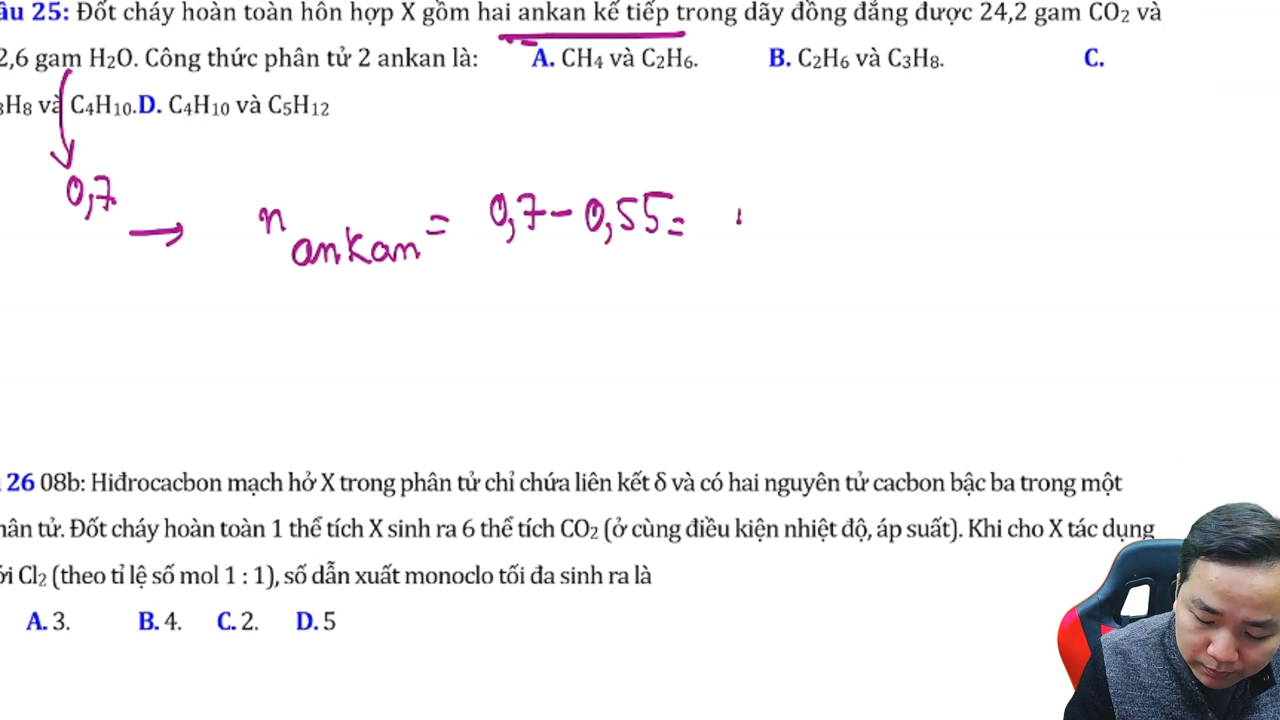 âu 25: Đốt cháy hoàn toàn hỗn hợp X gồm hai ankan kế tiếp trong dãy đồng đẳng được 24,2 gam CO₂ và
2,6 gam H₂O. Công thức phân tử 2 ankan là: A. CH₄ và C₂H₆. B. C₂H₆ và C₃H₈. C.
₃H₈ và C₄H₁₀.D. C₄H₁₀ và C₅H₁₂
0,7 → n ankan = 0,7 - 0,55 =
26 08b: Hiđrocacbon mạch hở X trong phân tử chỉ chứa liên kết δ và có hai nguyên tử cacbon bậc ba trong một
hân tử. Đốt cháy hoàn toàn 1 thể tích X sinh ra 6 thể tích CO₂ (ở cùng điều kiện nhiệt độ, áp suất). Khi cho X tác dụng
ới Cl₂ (theo tỉ lệ số mol 1 : 1), số dẫn xuất monoclo tối đa sinh ra là
A. 3. B. 4. C. 2. D. 5